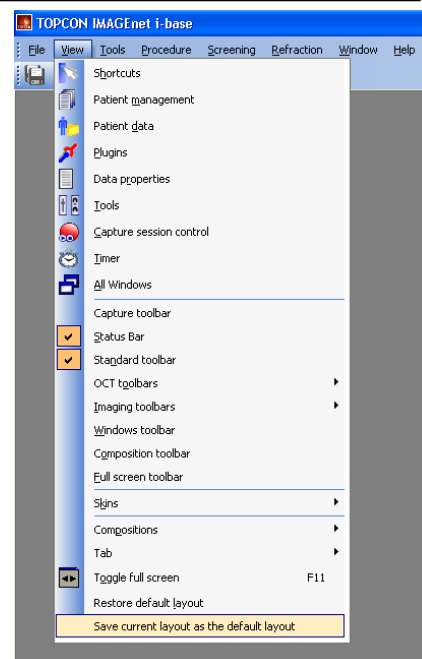 TOPCON IMAGEnet i-base
File View Tools Procedure Screening Refraction Window Help
Shortcuts
Patient management
Patient data
Plugins
Data properties
Tools
Capture session control
Timer
All Windows
Capture toolbar
Status Bar
Standard toolbar
OCT toolbars
Imaging toolbars
Windows toolbar
Composition toolbar
Full screen toolbar
Skins
Compositions
Tab
Toggle full screen F11
Restore default layout
Save current layout as the default layout